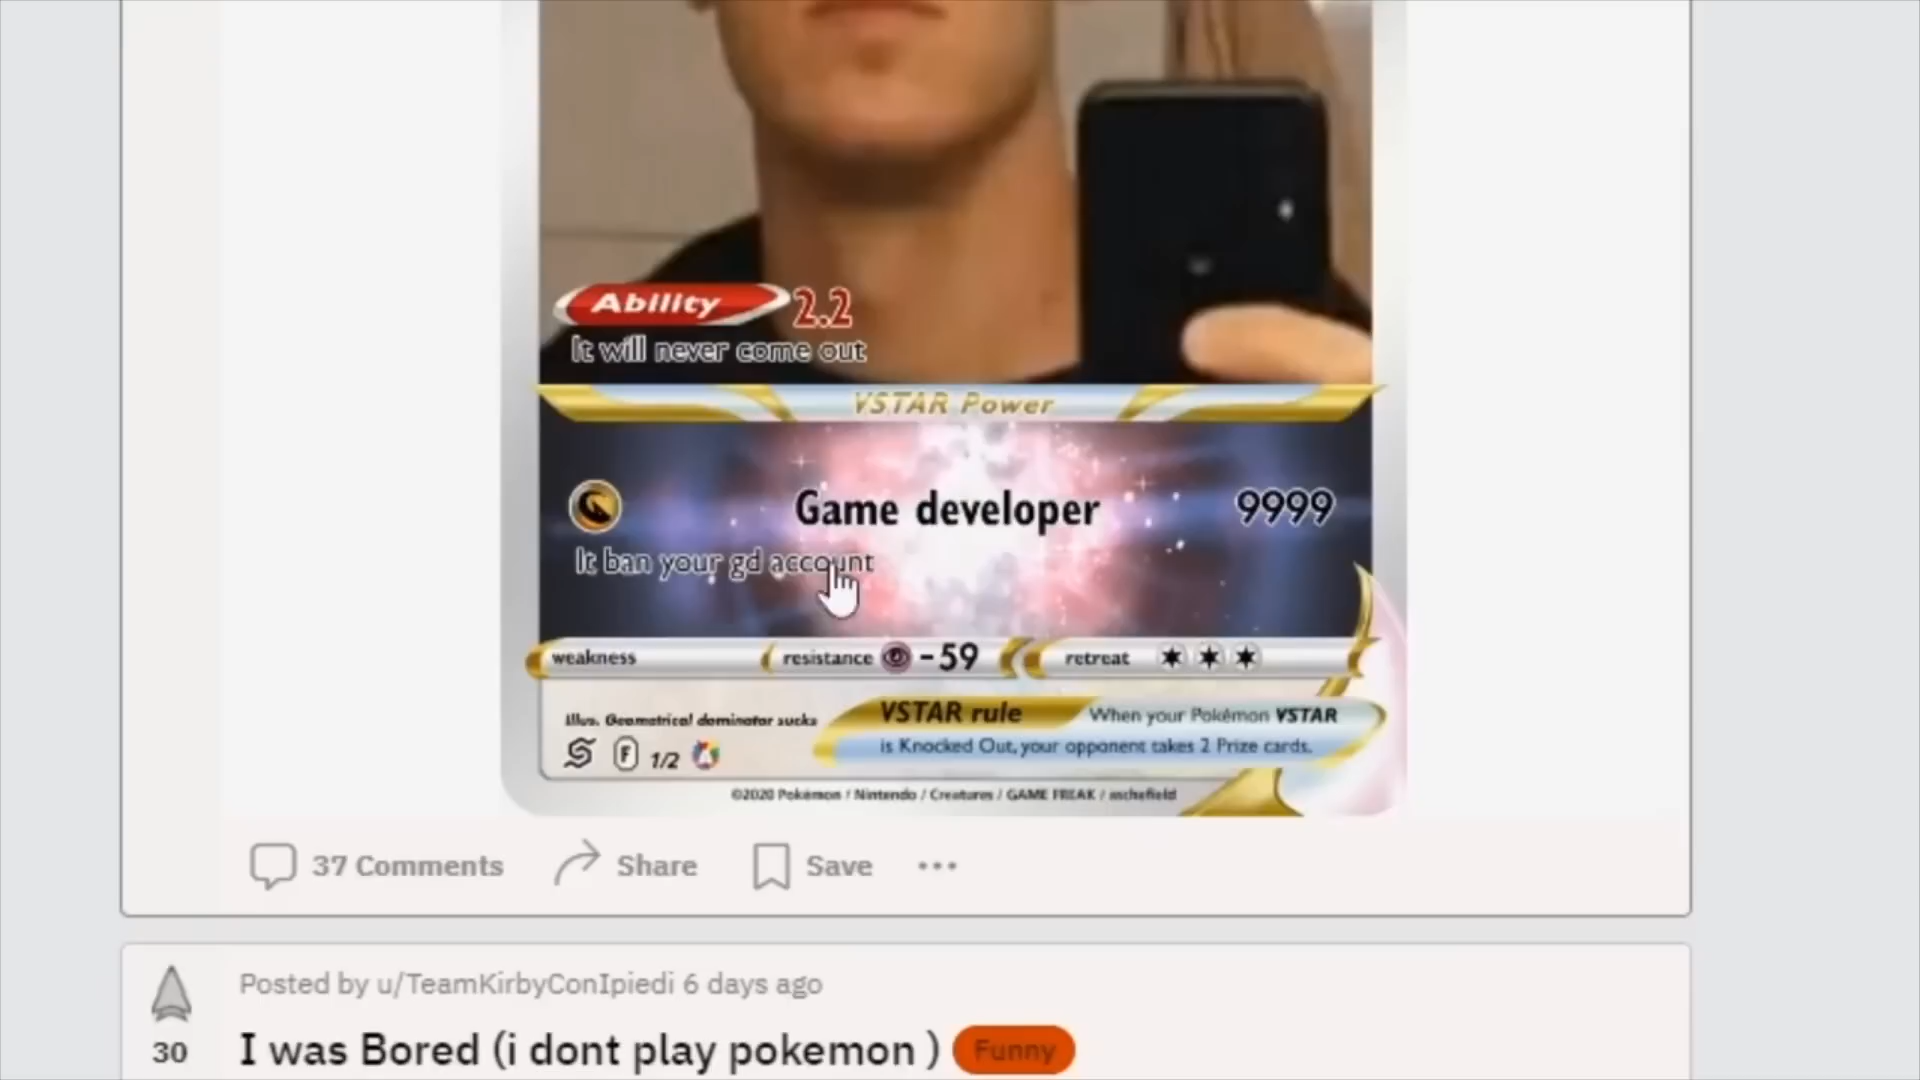 Ability 2.2
It will never come out
VSTAR Power
Game developer 9999
It ban your gd account
weakness resistance -59 retreat
Illus. Geometrical dominator sucks
VSTAR rule When your Pokémon VSTAR
is Knocked Out, your opponent takes 2 Prize cards.
F 1/2
©2020 Pokémon / Nintendo / Creatures / GAME FREAK / aschefield
37 Comments Share Save
Posted by u/TeamKirbyConIpiedi 6 days ago
30 I was Bored (i dont play pokemon ) Funny